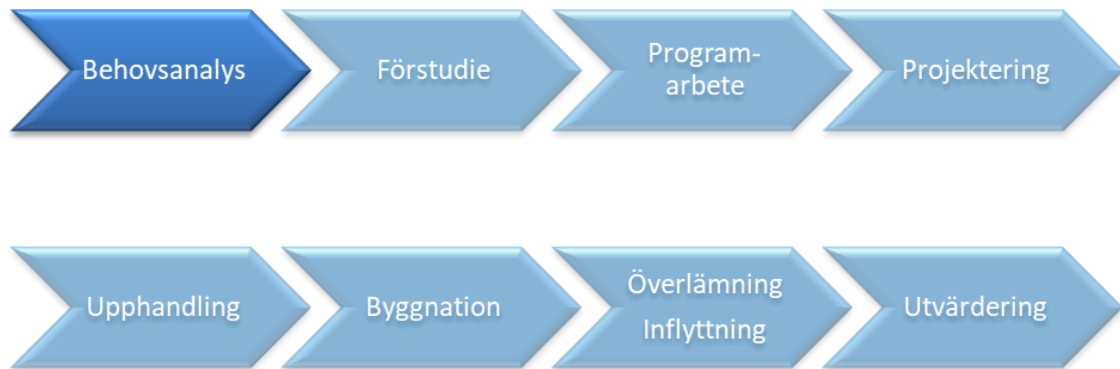 Behovsanalys
Förstudie
Program-
arbete
Projektering
Upphandling
Byggnation
Överlämning
Inflyttning
Utvärdering